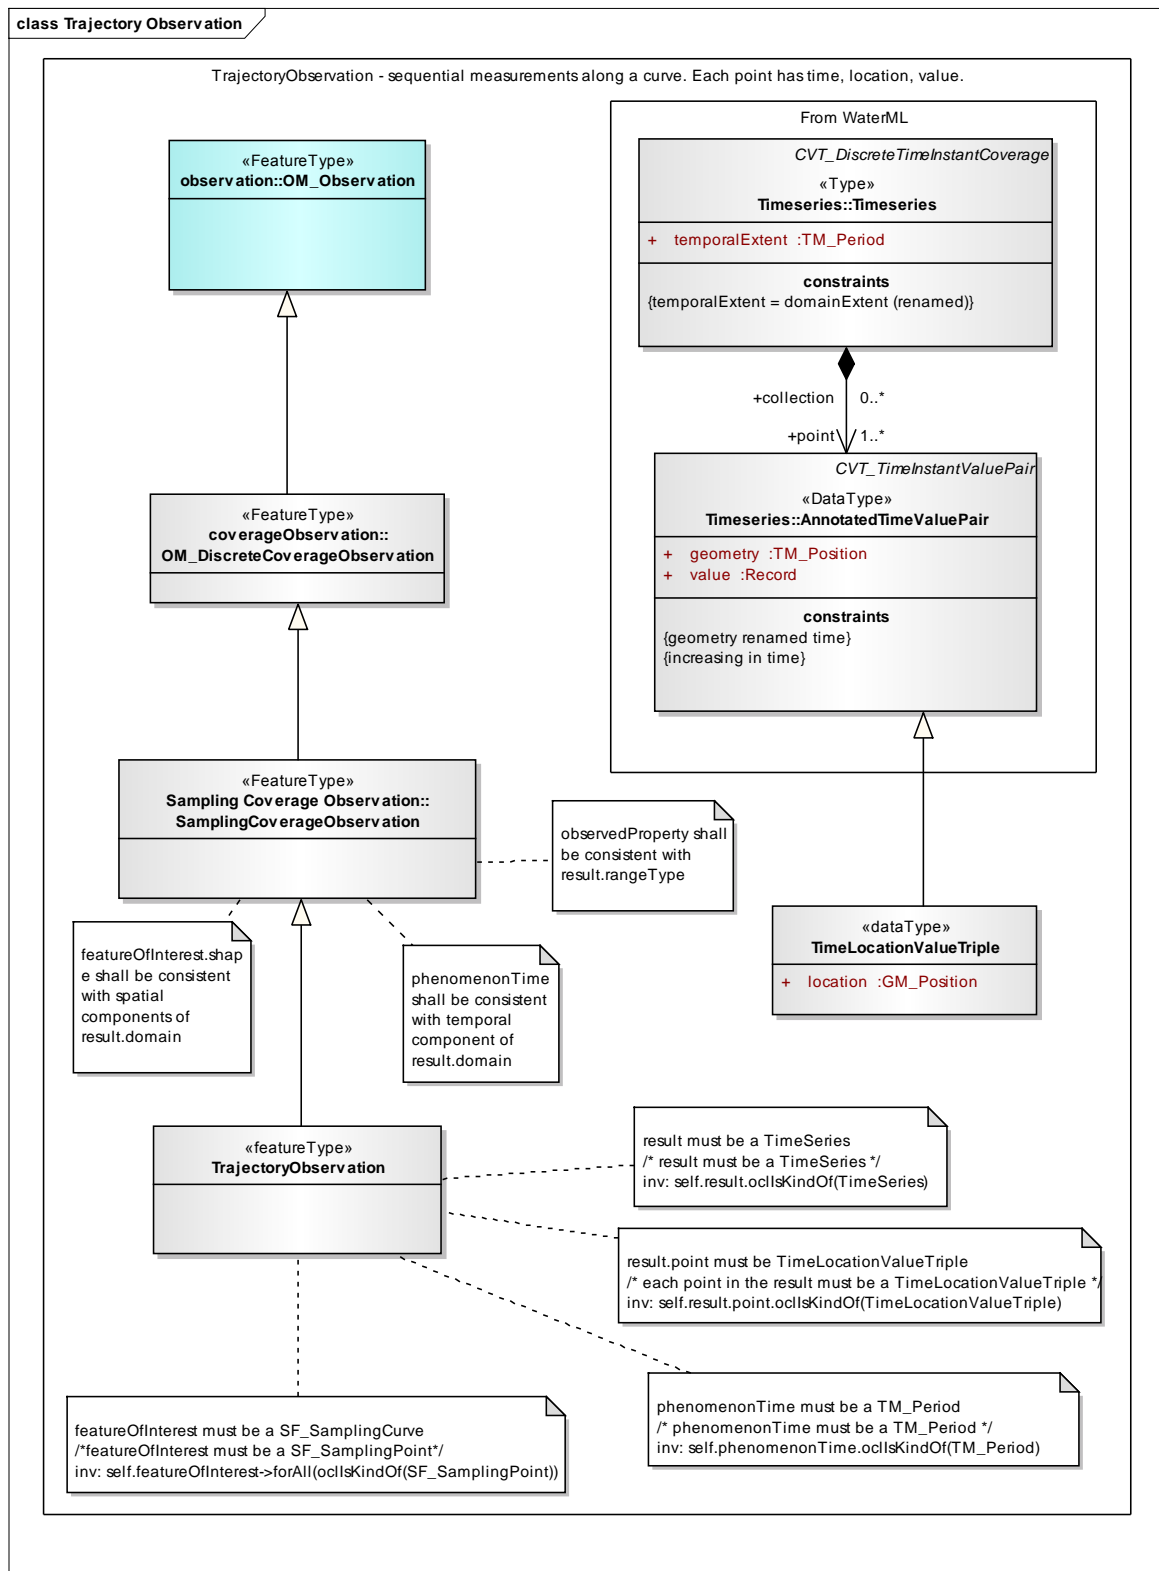 class Trajectory Observation
TrajectoryObservation - sequential measurements along a curve. Each point has time, location, value.
From WaterML
«FeatureType»
observation::OM_Observation
CVT_DiscreteTimeInstantCoverage
«Type»
Timeseries::Timeseries
+ temporalExtent :TM_Period
constraints
{temporalExtent = domainExtent (renamed)}
+collection 0..*
+point 1..*
CVT_TimeInstantValuePair
«DataType»
Timeseries::AnnotatedTimeValuePair
+ geometry :TM_Position
+ value :Record
constraints
{geometry renamed time}
{increasing in time}
«FeatureType»
coverageObservation::
OM_DiscreteCoverageObservation
«FeatureType»
Sampling Coverage Observation::
SamplingCoverageObservation
observedProperty shall
be consistent with
result.rangeType
featureOfInterest.shap
e shall be consistent
with spatial
components of
result.domain
phenomenonTime
shall be consistent
with temporal
component of
result.domain
«dataType»
TimeLocationValueTriple
+ location :GM_Position
«featureType»
TrajectoryObservation
result must be a TimeSeries
/* result must be a TimeSeries */
inv: self.result.oclIsKindOf(TimeSeries)
result.point must be TimeLocationValueTriple
/* each point in the result must be a TimeLocationValueTriple */
inv: self.result.point.oclIsKindOf(TimeLocationValueTriple)
phenomenonTime must be a TM_Period
/* phenomenonTime must be a TM_Period */
inv: self.phenomenonTime.oclIsKindOf(TM_Period)
featureOfInterest must be a SF_SamplingCurve
/*featureOfInterest must be a SF_SamplingPoint*/
inv: self.featureOfInterest->forAll(oclIsKindOf(SF_SamplingPoint))